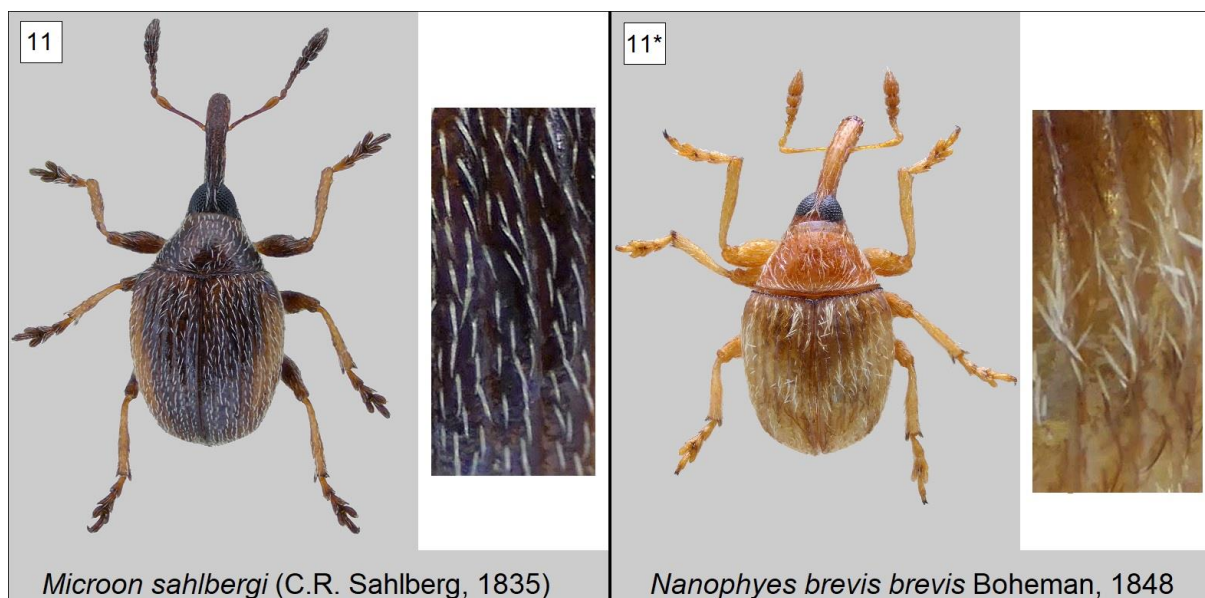 11
11*
Microon sahlbergi (C.R. Sahlberg, 1835)
Nanophyes brevis brevis Boheman, 1848